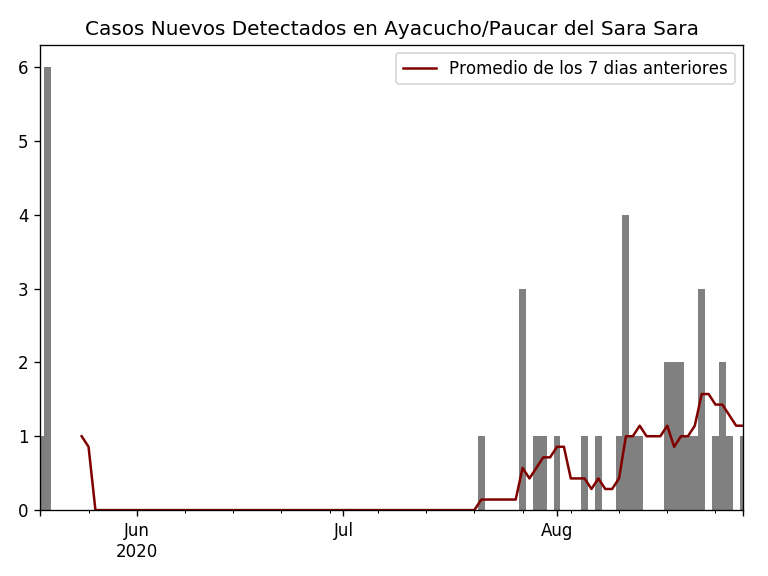 Casos Nuevos Detectados en Ayacucho/Paucar del Sara Sara
Promedio de los 7 dias anteriores
6
5
4
3
2
1
0
Jun
2020
Jul
Aug